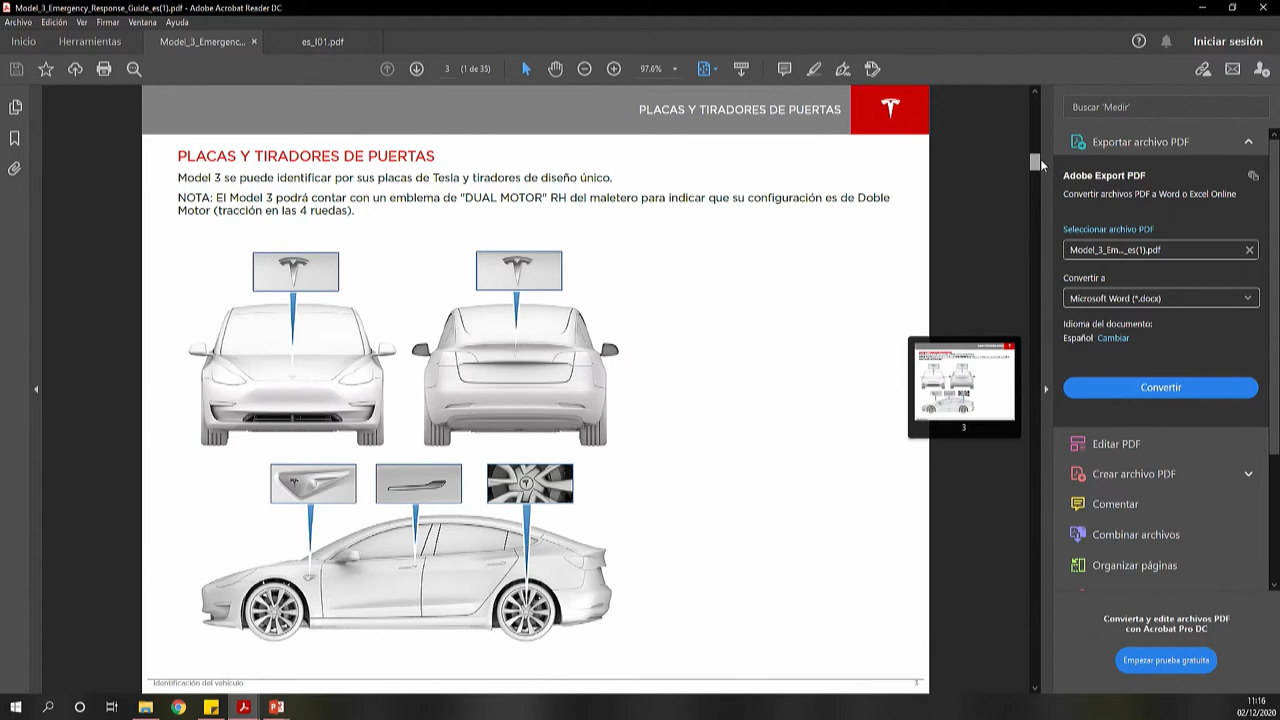 Model_3_Emergency_Response_Guide_es(1).pdf - Adobe Acrobat Reader DC
Archivo Edición Ver Firmar Ventana Ayuda
Inicio Herramientas Model_3_Emergenc... es_I01.pdf Iniciar sesión
3 (1 de 35) 97.6%
PLACAS Y TIRADORES DE PUERTAS
PLACAS Y TIRADORES DE PUERTAS
Model 3 se puede identificar por sus placas de Tesla y tiradores de diseño único.
NOTA: El Model 3 podrá contar con un emblema de "DUAL MOTOR" RH del maletero para indicar que su configuración es de Doble
Motor (tracción en las 4 ruedas).
3
Identificación del vehículo 3
Buscar 'Medir'
Exportar archivo PDF
Adobe Export PDF
Convertir archivos PDF a Word o Excel Online
Seleccionar archivo PDF
Model_3_Em..._es(1).pdf
Convertir a
Microsoft Word (*.docx)
Idioma del documento:
Español Cambiar
Convertir
Editar PDF
Crear archivo PDF
Comentar
Combinar archivos
Organizar páginas
Convierta y edite archivos PDF
con Acrobat Pro DC
Empezar prueba gratuita
11:16
02/12/2020